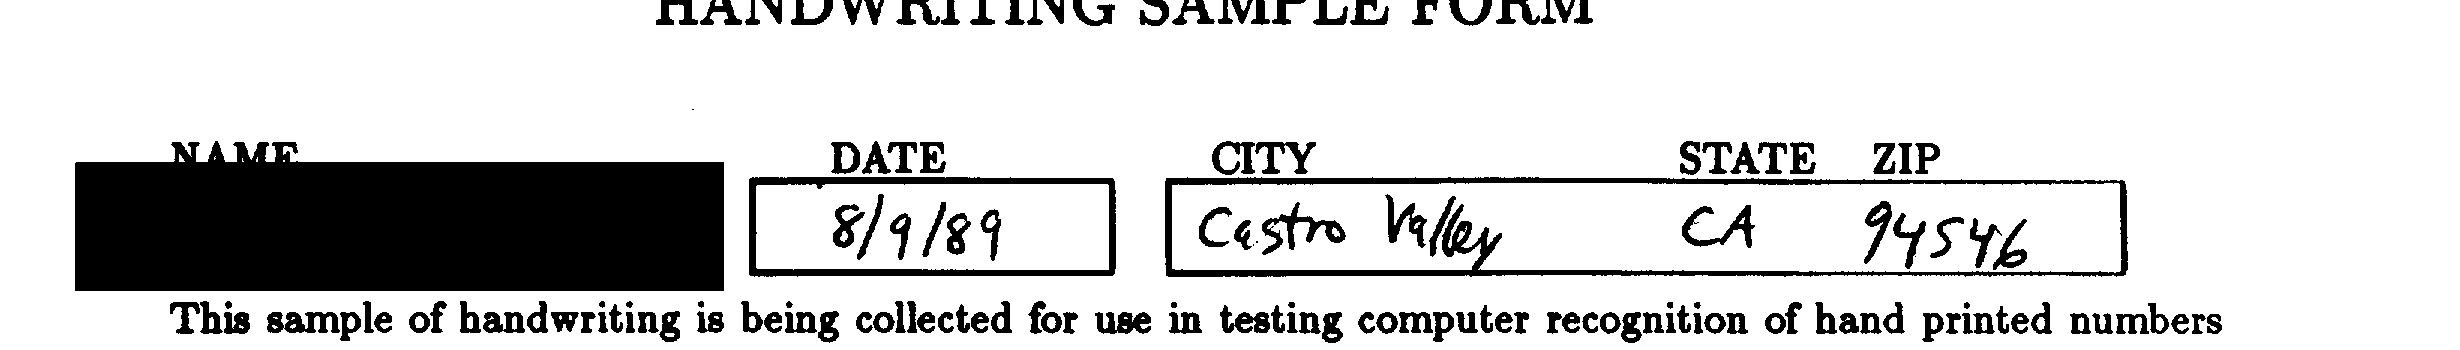 HANDWRITING SAMPLE FORM
NAME DATE CITY STATE ZIP
8/9/89 Castro Valley CA 94546
This sample of handwriting is being collected for use in testing computer recognition of hand printed numbers